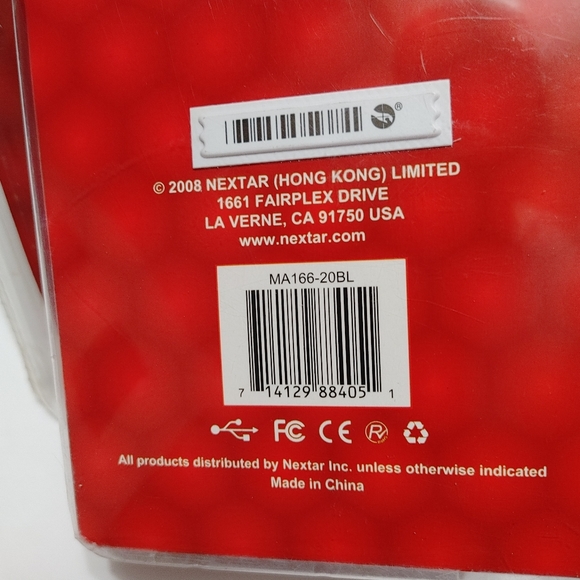 ®
© 2008 NEXTAR (HONG KONG) LIMITED
1661 FAIRPLEX DRIVE
LA VERNE, CA 91750 USA
www.nextar.com
MA166-20BL
7 14129 88405 1
FC CE R
All products distributed by Nextar Inc. unless otherwise indicated
Made in China